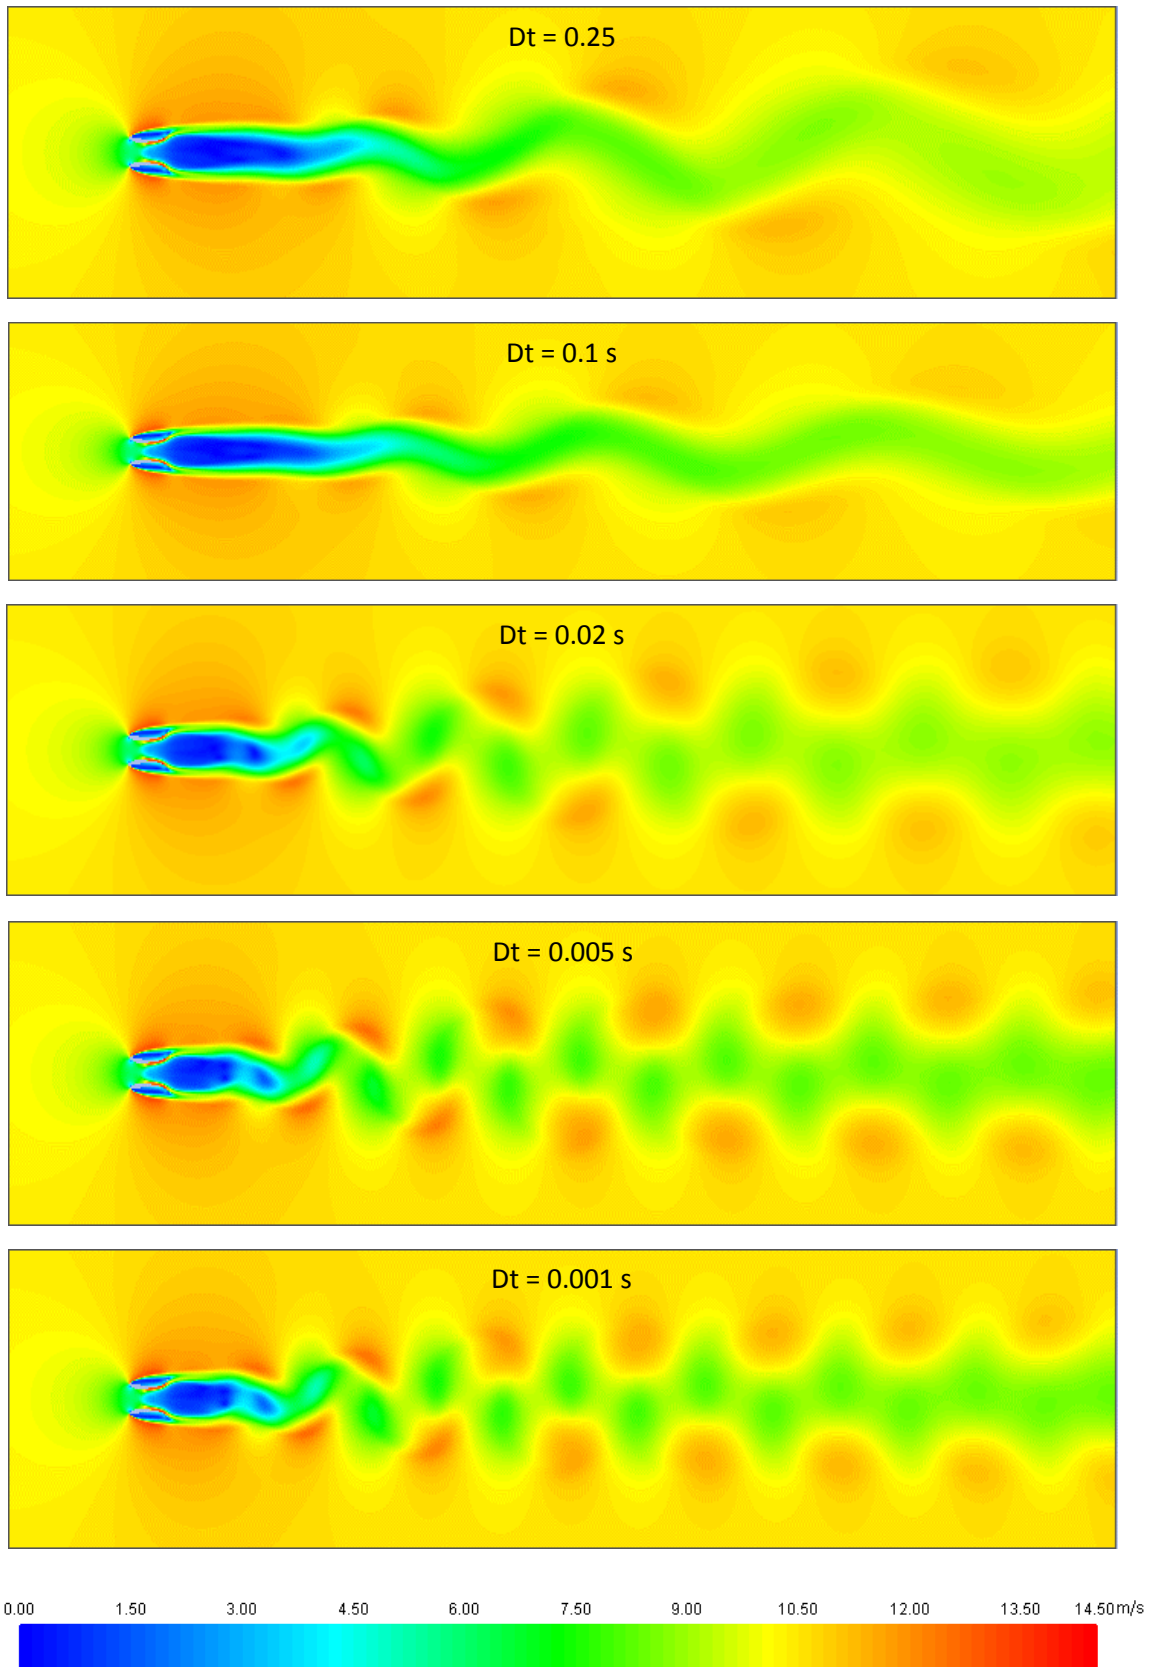 Dt = 0.25
Dt = 0.1 s
Dt = 0.02 s
Dt = 0.005 s
Dt = 0.001 s
0.00 1.50 3.00 4.50 6.00 7.50 9.00 10.50 12.00 13.50 14.50 m/s